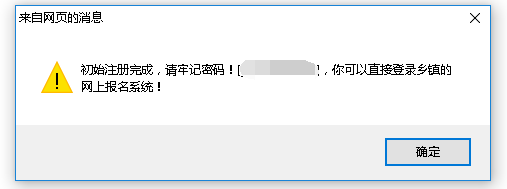 来自网页的消息
初始注册完成，请牢记密码！[ ]，你可以直接登录乡镇的
网上报名系统！
确定